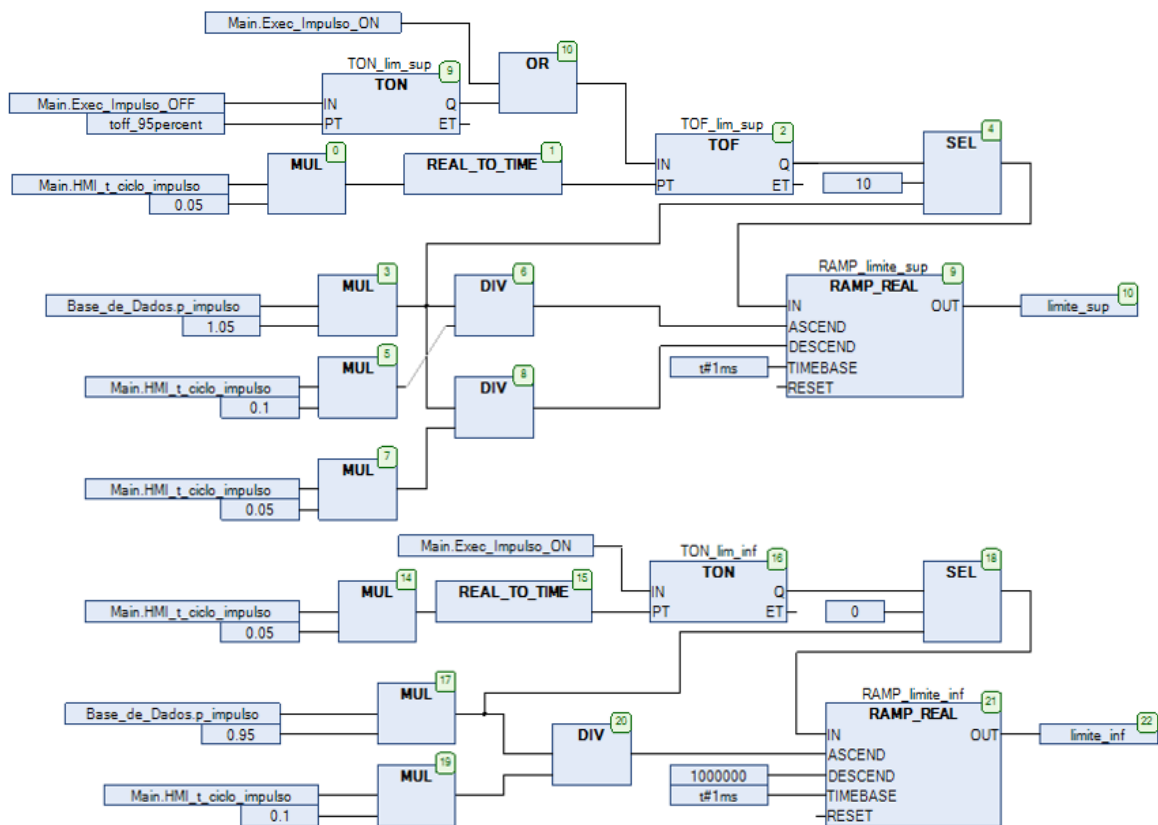 Main.Exec_Impulso_ON
10
OR
TON_lim_sup
9
TON
Main.Exec_Impulso_OFF
IN
Q
toff_95percent
PT
ET
TOF_lim_sup
2
TOF
4
SEL
0
MUL
1
REAL_TO_TIME
IN
Q
Main.HMI_t_ciclo_impulso
PT
ET
10
0.05
3
MUL
6
DIV
RAMP_limite_sup
9
RAMP_REAL
Base_de_Dados.p_impulso
IN
OUT
10
limite_sup
1.05
ASCEND
5
MUL
DESCEND
8
DIV
t#1ms
TIMEBASE
Main.HMI_t_ciclo_impulso
RESET
0.1
7
MUL
Main.HMI_t_ciclo_impulso
0.05
Main.Exec_Impulso_ON
TON_lim_inf
16
TON
18
SEL
14
MUL
15
REAL_TO_TIME
IN
Q
Main.HMI_t_ciclo_impulso
PT
ET
0
0.05
17
MUL
RAMP_limite_inf
21
RAMP_REAL
Base_de_Dados.p_impulso
20
DIV
IN
OUT
22
limite_inf
0.95
ASCEND
19
MUL
1000000
DESCEND
Main.HMI_t_ciclo_impulso
t#1ms
TIMEBASE
0.1
RESET